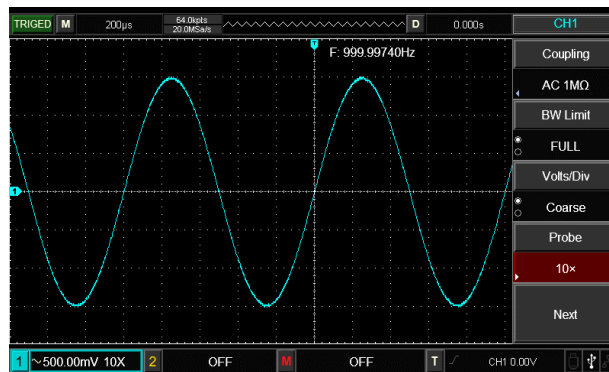 TRIGED M 200μs 64.0kpts D 0.000s CH1
20.0MSa/s
T
F: 999.99740Hz
Coupling
AC 1MΩ
BW Limit
FULL
Volts/Div
1
Coarse
Probe
10×
Next
1 ~500.00mV 10X 2 OFF M OFF T CH1 0.00V